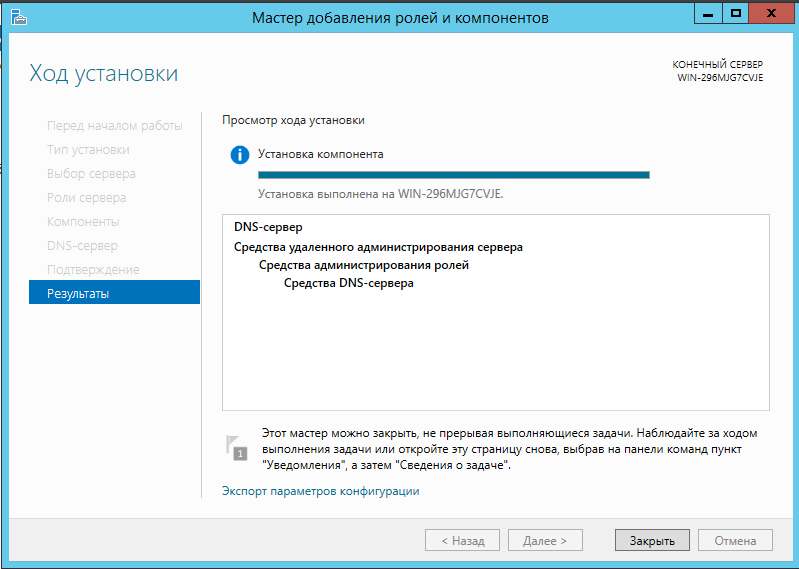 Мастер добавления ролей и компонентов
Ход установки
КОНЕЧНЫЙ СЕРВЕР
WIN-296MJG7CVJE
Перед началом работы
Тип установки
Выбор сервера
Роли сервера
Компоненты
DNS-сервер
Подтверждение
Результаты
Просмотр хода установки
Установка компонента
Установка выполнена на WIN-296MJG7CVJE.
DNS-сервер
Средства удаленного администрирования сервера
Средства администрирования ролей
Средства DNS-сервера
1
Этот мастер можно закрыть, не прерывая выполняющиеся задачи. Наблюдайте за ходом
выполнения задачи или откройте эту страницу снова, выбрав на панели команд пункт
"Уведомления", а затем "Сведения о задаче".
Экспорт параметров конфигурации
< Назад
Далее >
Закрыть
Отмена